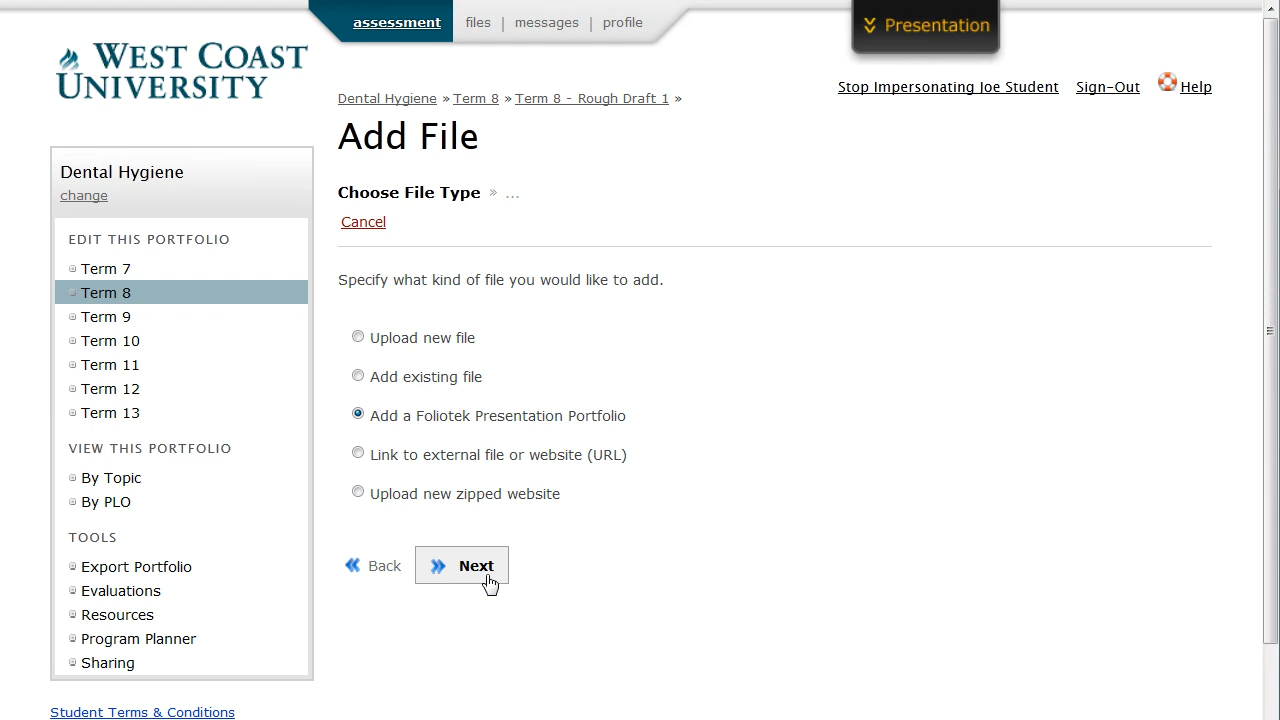 assessment files | messages | profile
Presentation
WEST COAST
UNIVERSITY
Stop Impersonating Joe Student Sign-Out Help
Dental Hygiene » Term 8 » Term 8 - Rough Draft 1 »
Add File
Dental Hygiene
change
EDIT THIS PORTFOLIO
Term 7
Term 8
Term 9
Term 10
Term 11
Term 12
Term 13
VIEW THIS PORTFOLIO
By Topic
By PLO
TOOLS
Export Portfolio
Evaluations
Resources
Program Planner
Sharing
Student Terms & Conditions
Choose File Type » ...
Cancel
Specify what kind of file you would like to add.
Upload new file
Add existing file
Add a Foliotek Presentation Portfolio
Link to external file or website (URL)
Upload new zipped website
Back Next